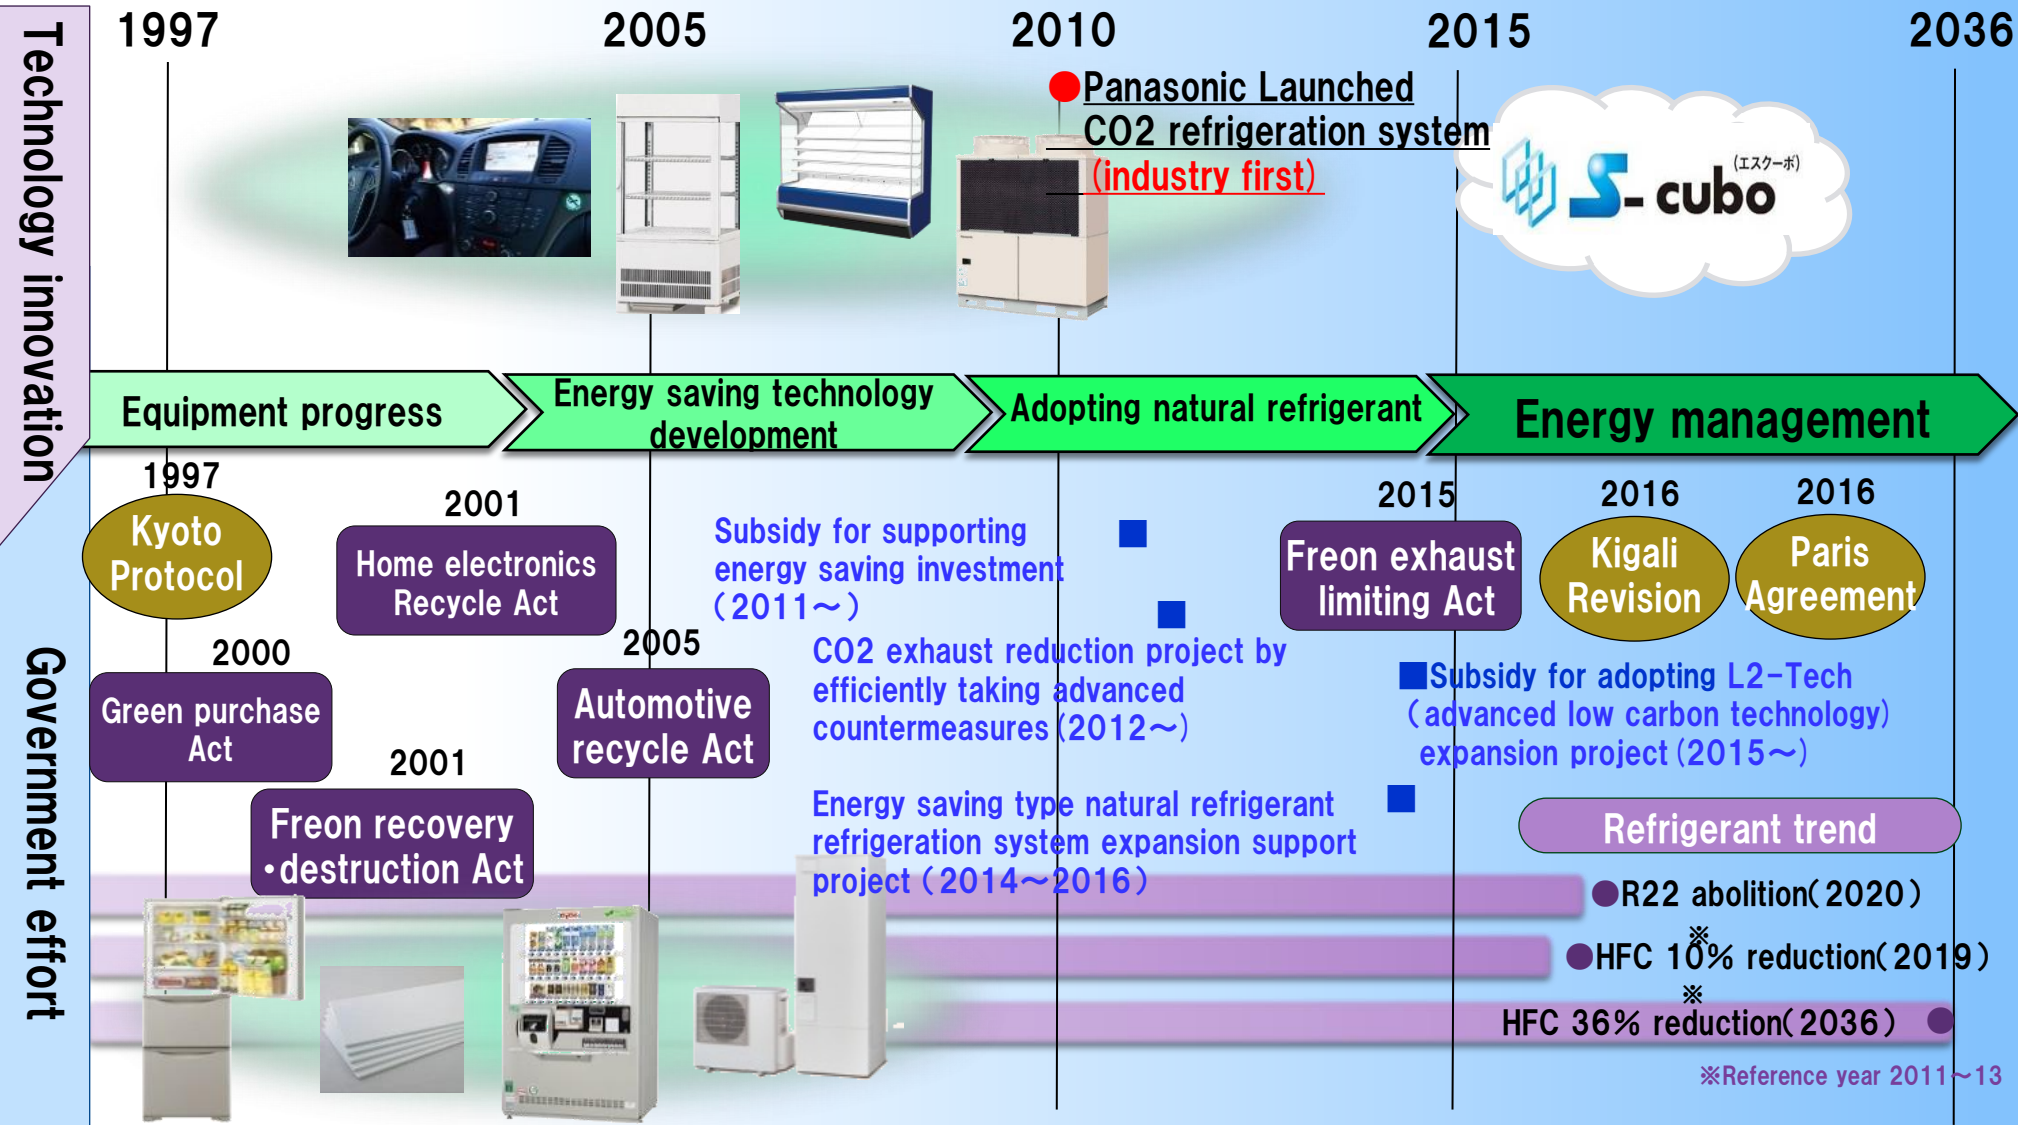 Technology innovation
Government effort
1997
2005
2010
2015
2036
●Panasonic Launched
CO2 refrigeration system
(industry first)
(エスクーボ)
S- cubo
Equipment progress
Energy saving technology
development
Adopting natural refrigerant
Energy management
1997
Kyoto
Protocol
2000
Green purchase
Act
2001
Home electronics
Recycle Act
2001
Freon recovery
・destruction Act
2005
Automotive
recycle Act
Subsidy for supporting
energy saving investment
(2011～)
■
■
CO2 exhaust reduction project by
efficiently taking advanced
countermeasures(2012～)
Energy saving type natural refrigerant
refrigeration system expansion support
project(2014～2016)
■
2015
Freon exhaust
limiting Act
2016
Kigali
Revision
2016
Paris
Agreement
■Subsidy for adopting L2-Tech
(advanced low carbon technology)
expansion project(2015～)
Refrigerant trend
●R22 abolition(2020)
※
●HFC 10% reduction(2019)
※
HFC 36% reduction(2036) ●
※Reference year 2011～13